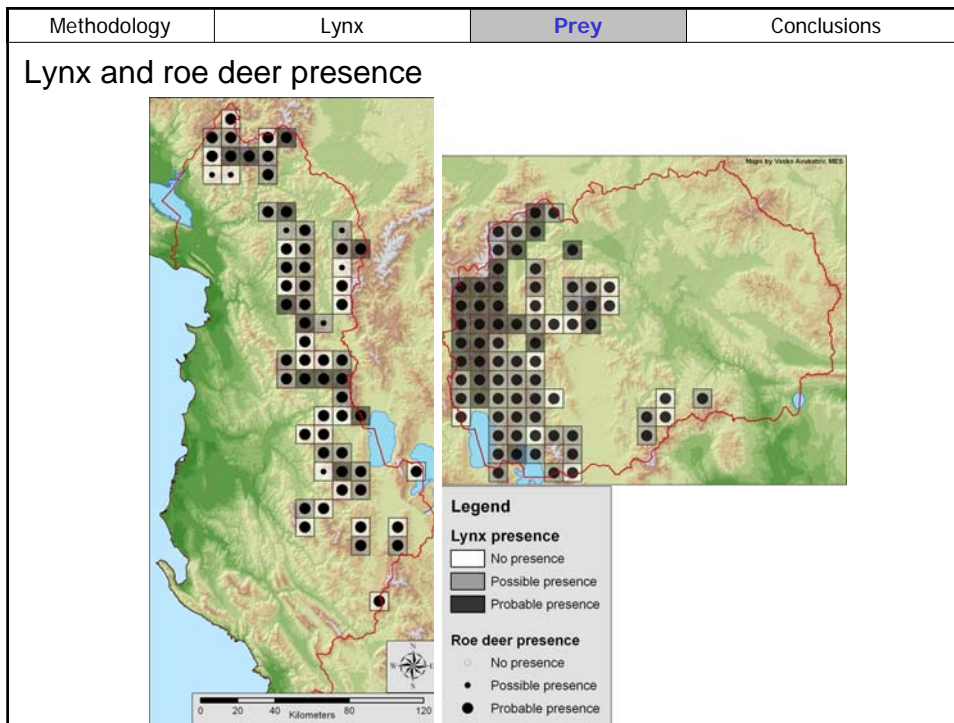 Methodology Lynx Prey Conclusions
Lynx and roe deer presence
Maps by Vasko Avukatov, MES
Legend
Lynx presence
No presence
Possible presence
Probable presence
Roe deer presence
No presence
Possible presence
Probable presence
N
W E
S
0 20 40 80 120
Kilometers